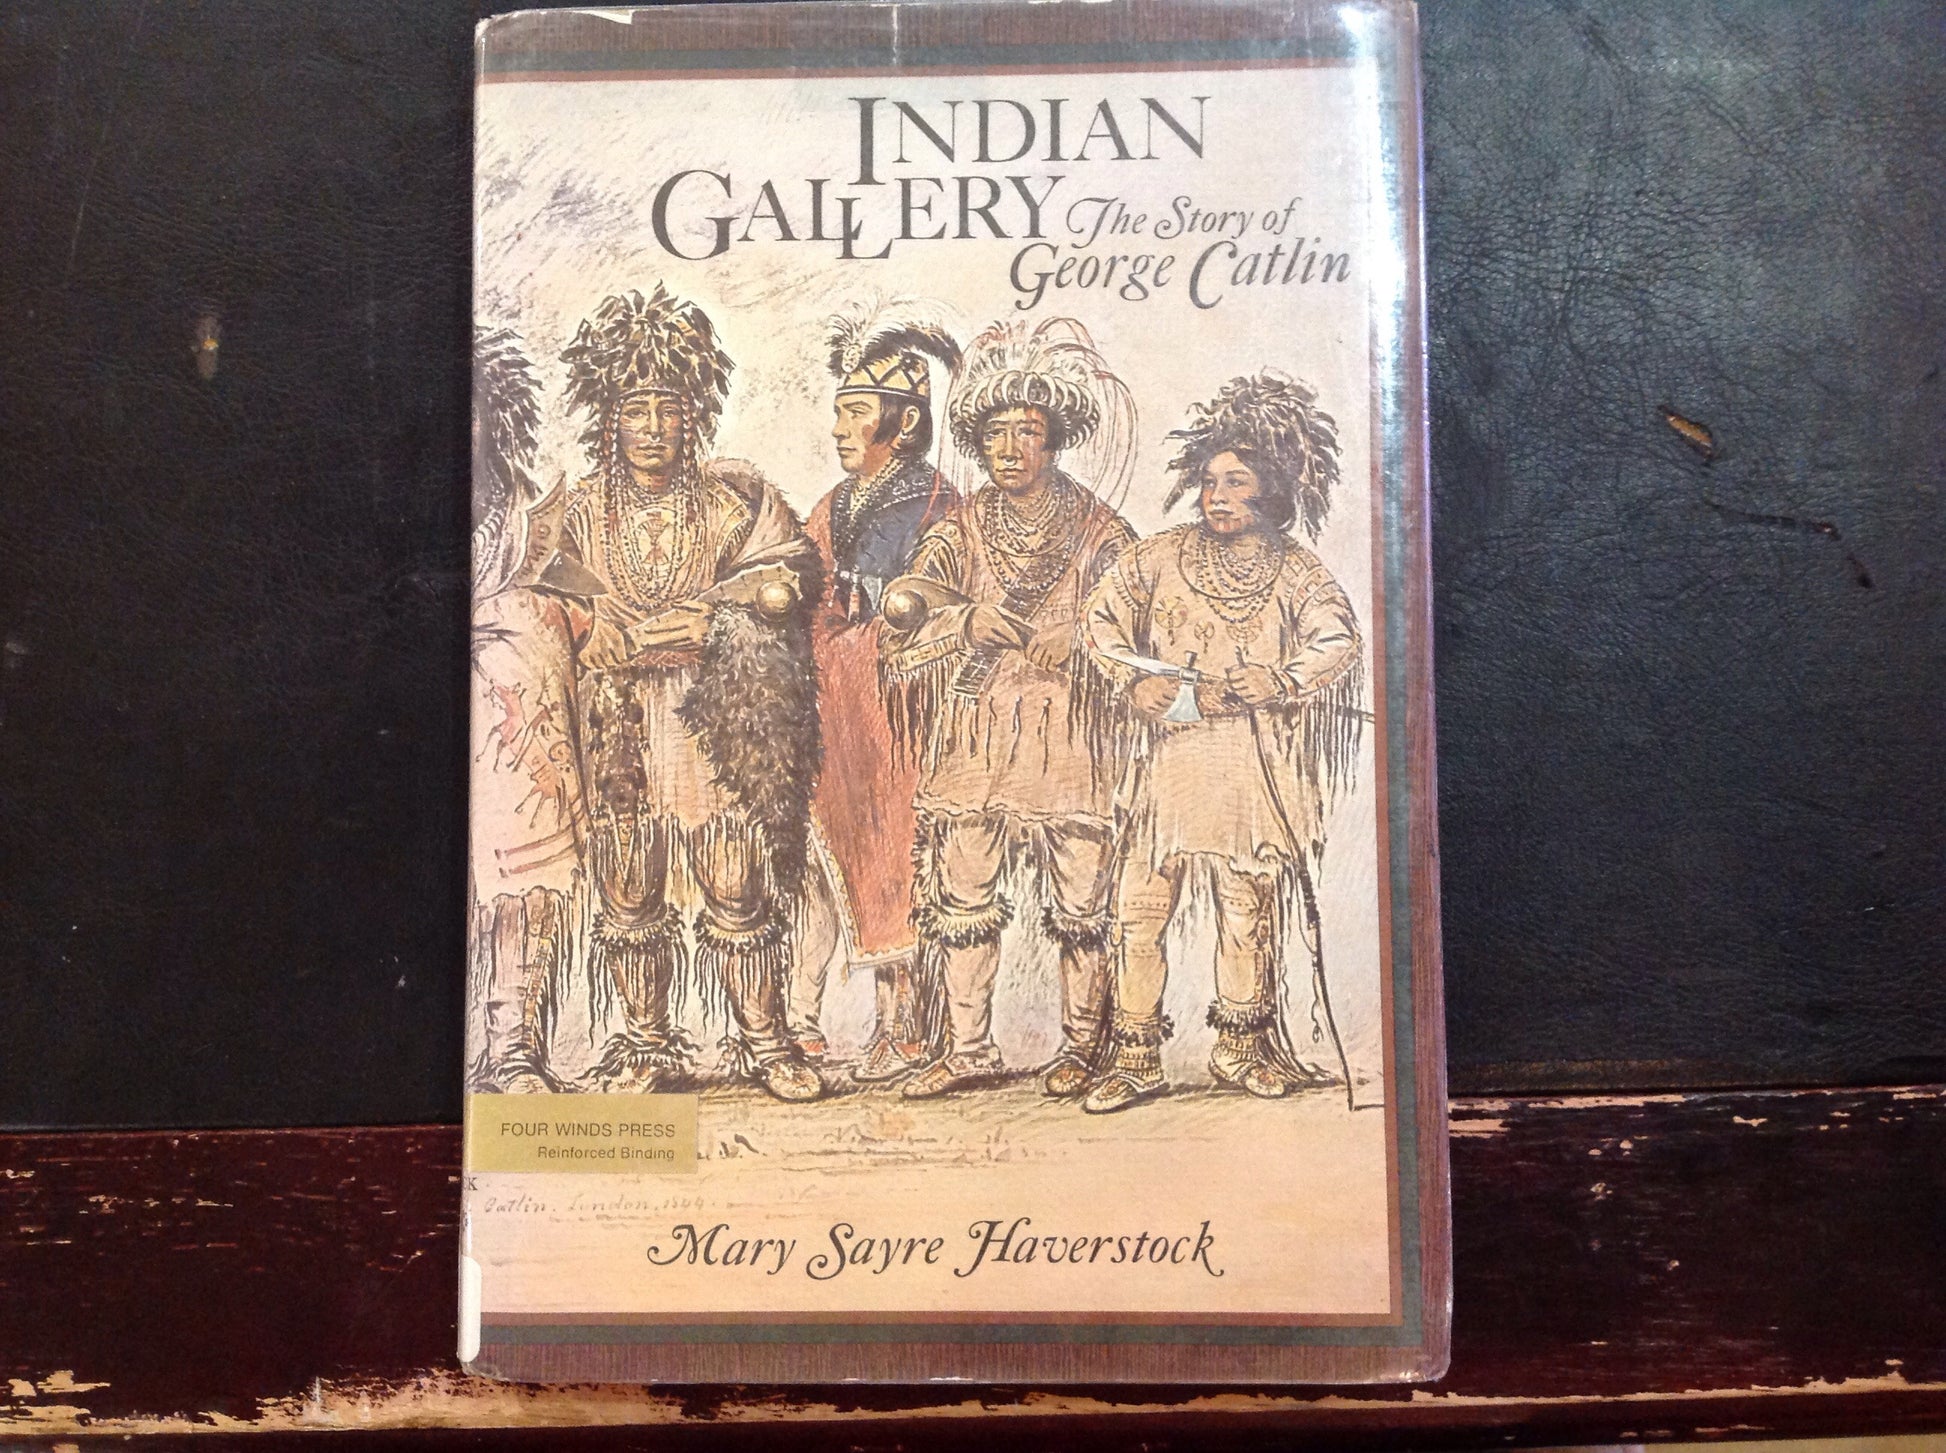 INDIAN
GALLERY The Story of
George Catlin
FOUR WINDS PRESS
Reinforced Binding
K
Catlin. London. 1844.
Mary Sayre Haverstock